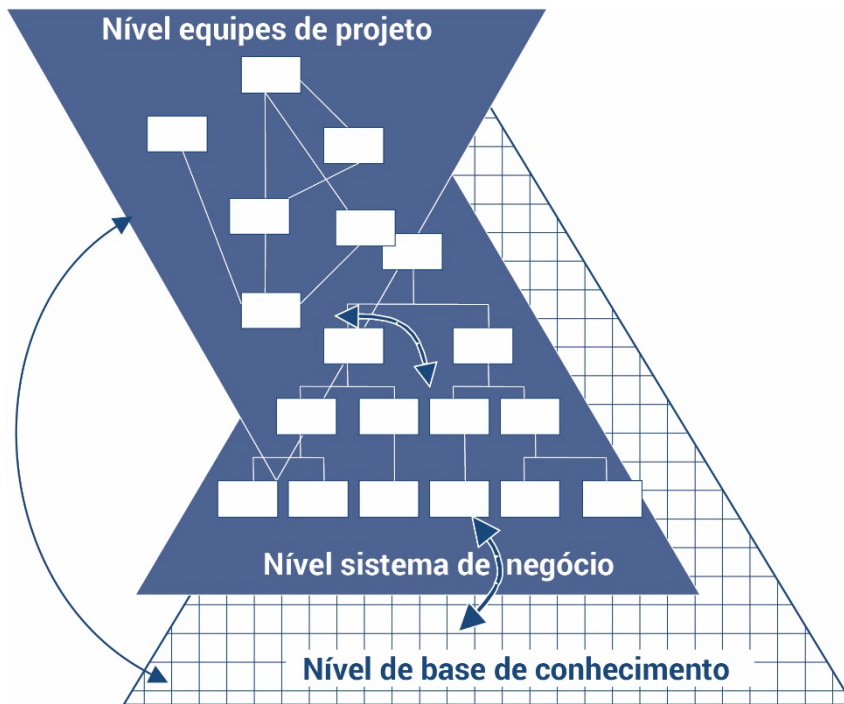 Nível equipes de projeto
Nível sistema de negócio
Nível de base de conhecimento